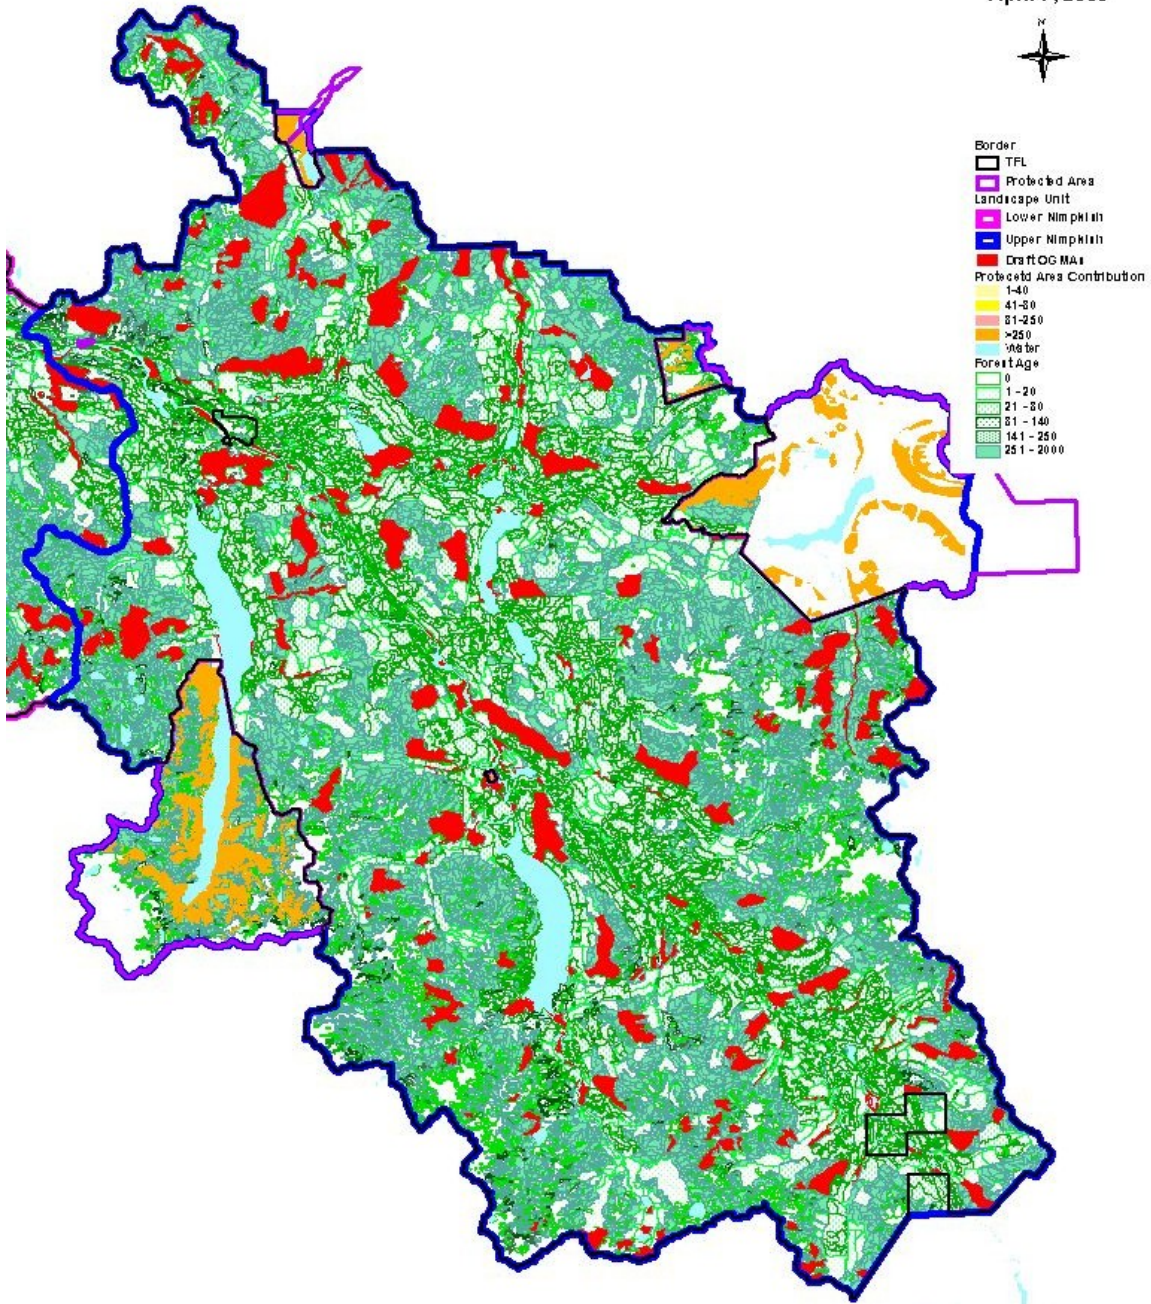 N
Border
TFL
Protected Area
Landscape Unit
Lower Nimpkish
Upper Nimpkish
Draft OGMAs
Protecetd Area Contribution
1-40
41-80
81-250
>250
Water
Forest Age
0
1 - 20
21 - 80
81 - 140
141 - 250
251 - 2000